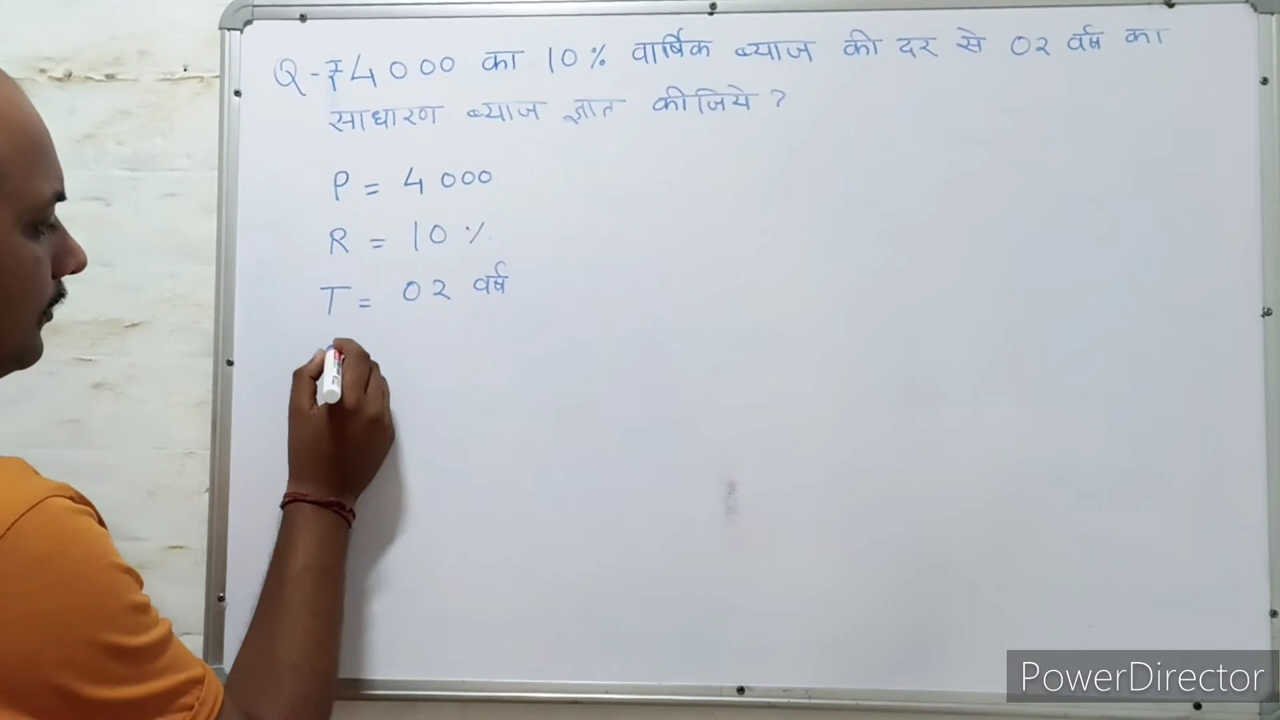 Q - ₹4000 का 10% वार्षिक ब्याज की दर से 02 वर्ष का
साधारण ब्याज ज्ञात कीजिये ?
P = 4000
R = 10%
T = 02 वर्ष
PowerDirector